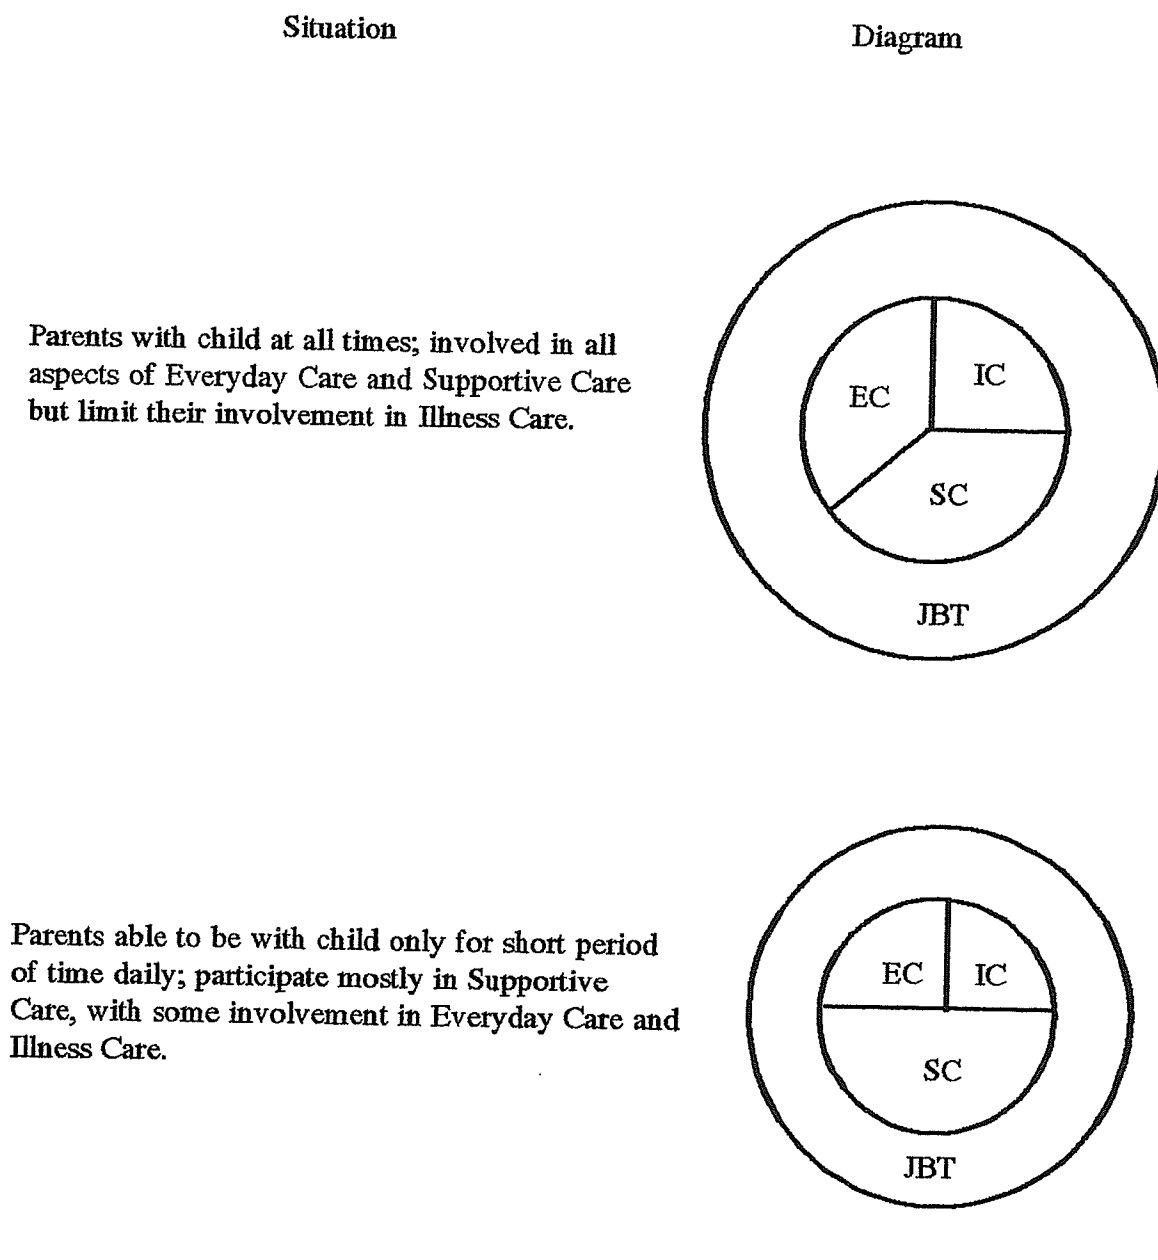 Situation
Diagram
Parents with child at all times; involved in all
aspects of Everyday Care and Supportive Care
but limit their involvement in Illness Care.
EC
IC
SC
JBT
Parents able to be with child only for short period
of time daily; participate mostly in Supportive
Care, with some involvement in Everyday Care and
Illness Care.
EC
IC
SC
JBT